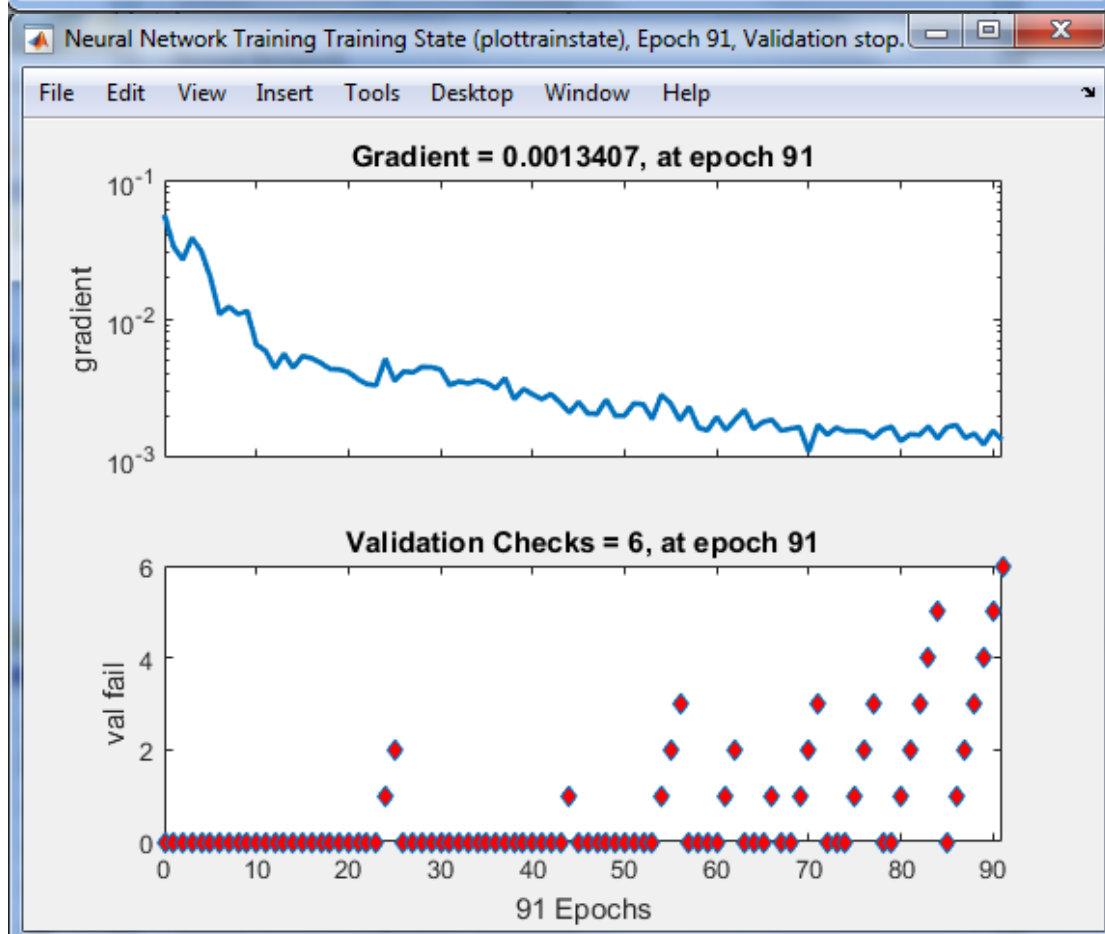 Neural Network Training Training State (plottrainstate), Epoch 91, Validation stop.
File Edit View Insert Tools Desktop Window Help
Gradient = 0.0013407, at epoch 91
10-1
10-2
10-3
gradient
Validation Checks = 6, at epoch 91
6
4
2
0
val fail
0 10 20 30 40 50 60 70 80 90
91 Epochs